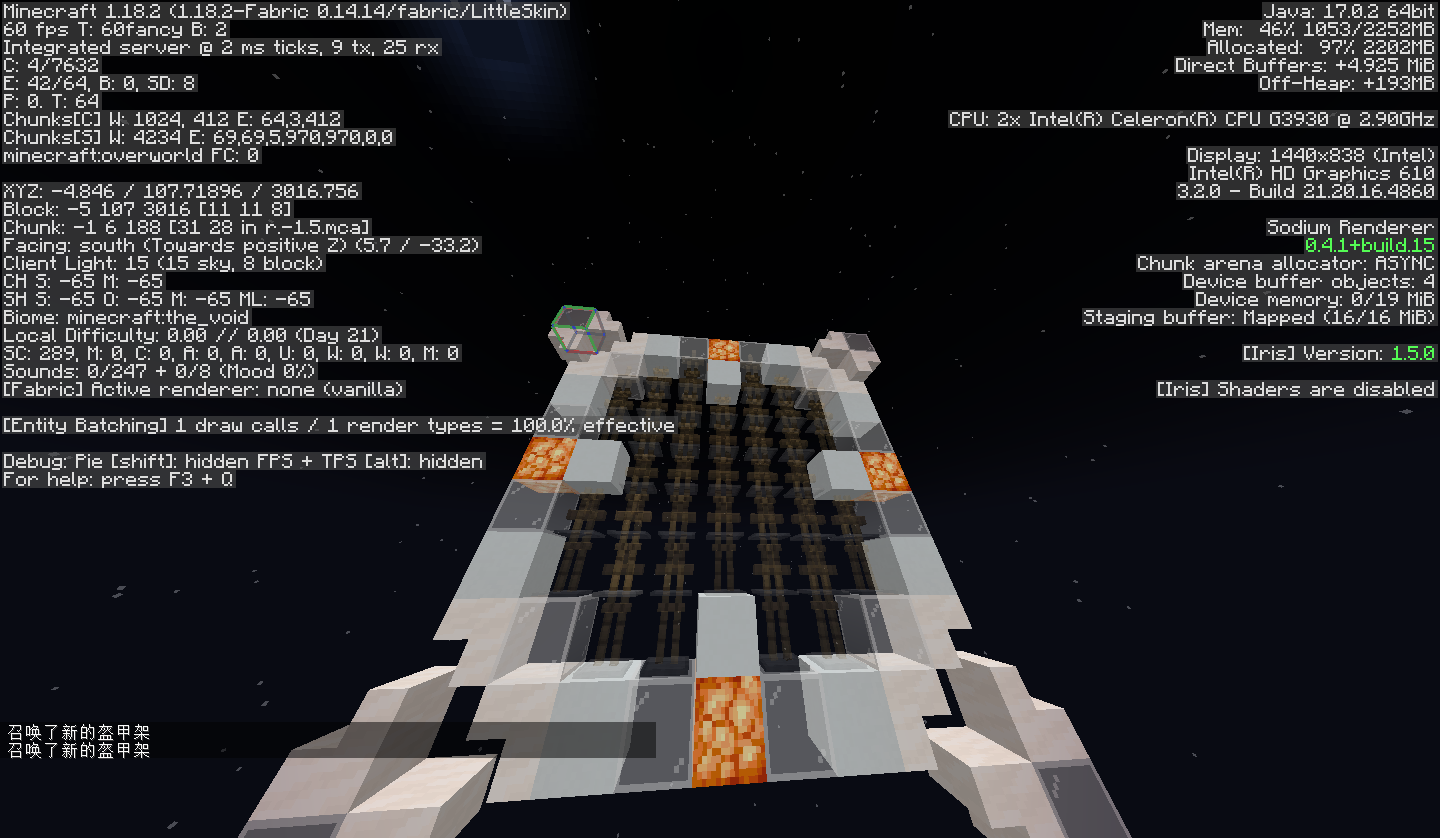 Minecraft 1.18.2 (1.18.2-Fabric 0.14.14/fabric/LittleSkin)
60 fps T: 60fancy B: 2
Integrated server @ 2 ms ticks, 9 tx, 25 rx
C: 4/7632
E: 42/64, B: 0, SD: 8
P: 0. T: 64
Chunks[C] W: 1024, 412 E: 64,3,412
Chunks[S] W: 4234 E: 69,69,5,970,970,0,0
minecraft:overworld FC: 0
XYZ: -4.846 / 107.71896 / 3016.756
Block: -5 107 3016 [11 11 8]
Chunk: -1 6 188 [31 28 in r.-1.5.mca]
Facing: south (Towards positive Z) (5.7 / -33.2)
Client Light: 15 (15 sky, 8 block)
CH S: -65 M: -65
SH S: -65 O: -65 M: -65 ML: -65
Biome: minecraft:the_void
Local Difficulty: 0.00 // 0.00 (Day 21)
SC: 289, M: 0, C: 0, A: 0, A: 0, U: 0, W: 0, W: 0, M: 0
Sounds: 0/247 + 0/8 (Mood 0%)
[Fabric] Active renderer: none (vanilla)
[Entity Batching] 1 draw calls / 1 render types = 100.0% effective
Debug: Pie [shift]: hidden FPS + TPS [alt]: hidden
For help: press F3 + Q
Java: 17.0.2 64bit
Mem: 46% 1053/2252MB
Allocated: 97% 2202MB
Direct Buffers: +4.925 MiB
Off-Heap: +193MB
CPU: 2x Intel(R) Celeron(R) CPU G3930 @ 2.90GHz
Display: 1440x838 (Intel)
Intel(R) HD Graphics 610
3.2.0 - Build 21.20.16.4860
Sodium Renderer
0.4.1+build.15
Chunk arena allocator: ASYNC
Device buffer objects: 4
Device memory: 0/19 MiB
Staging buffer: Mapped (16/16 MiB)
[Iris] Version: 1.5.0
[Iris] Shaders are disabled
召唤了新的盔甲架
召唤了新的盔甲架